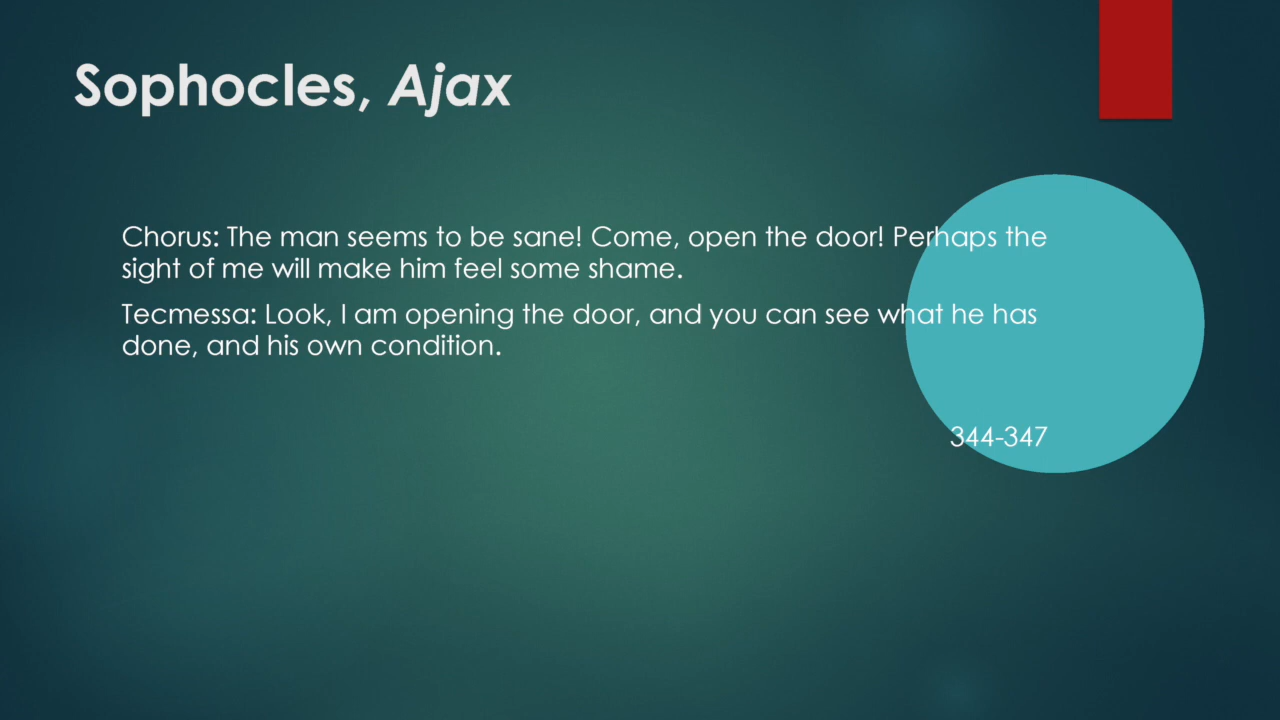 Sophocles, Ajax
Chorus: The man seems to be sane! Come, open the door! Perhaps the
sight of me will make him feel some shame.
Tecmessa: Look, I am opening the door, and you can see what he has
done, and his own condition.
344-347